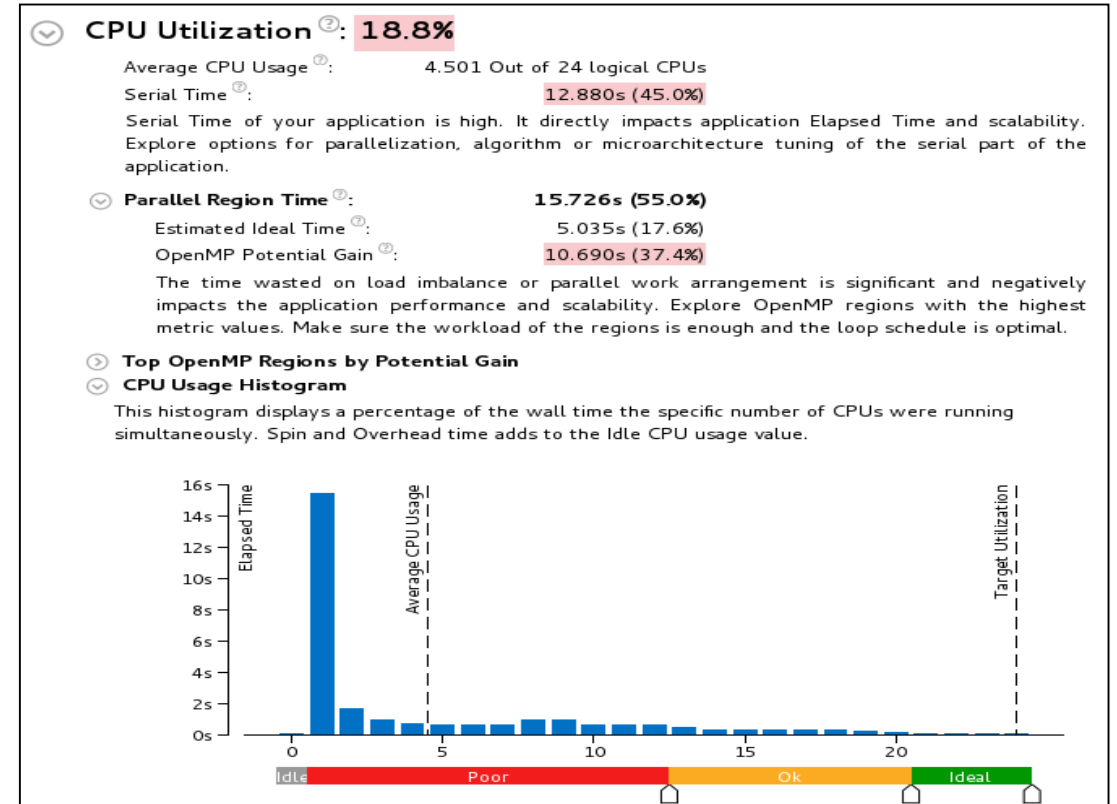 CPU Utilization ?: 18.8%
Average CPU Usage ?: 4.501 Out of 24 logical CPUs
Serial Time ?: 12.880s (45.0%)
Serial Time of your application is high. It directly impacts application Elapsed Time and scalability.
Explore options for parallelization, algorithm or microarchitecture tuning of the serial part of the
application.
Parallel Region Time ?: 15.726s (55.0%)
Estimated Ideal Time ?: 5.035s (17.6%)
OpenMP Potential Gain ?: 10.690s (37.4%)
The time wasted on load imbalance or parallel work arrangement is significant and negatively
impacts the application performance and scalability. Explore OpenMP regions with the highest
metric values. Make sure the workload of the regions is enough and the loop schedule is optimal.
Top OpenMP Regions by Potential Gain
CPU Usage Histogram
This histogram displays a percentage of the wall time the specific number of CPUs were running
simultaneously. Spin and Overhead time adds to the Idle CPU usage value.
16s
14s
12s
10s
8s
6s
4s
2s
0s
Elapsed Time
Average CPU Usage
Target Utilization
0 5 10 15 20
Idle Poor Ok Ideal